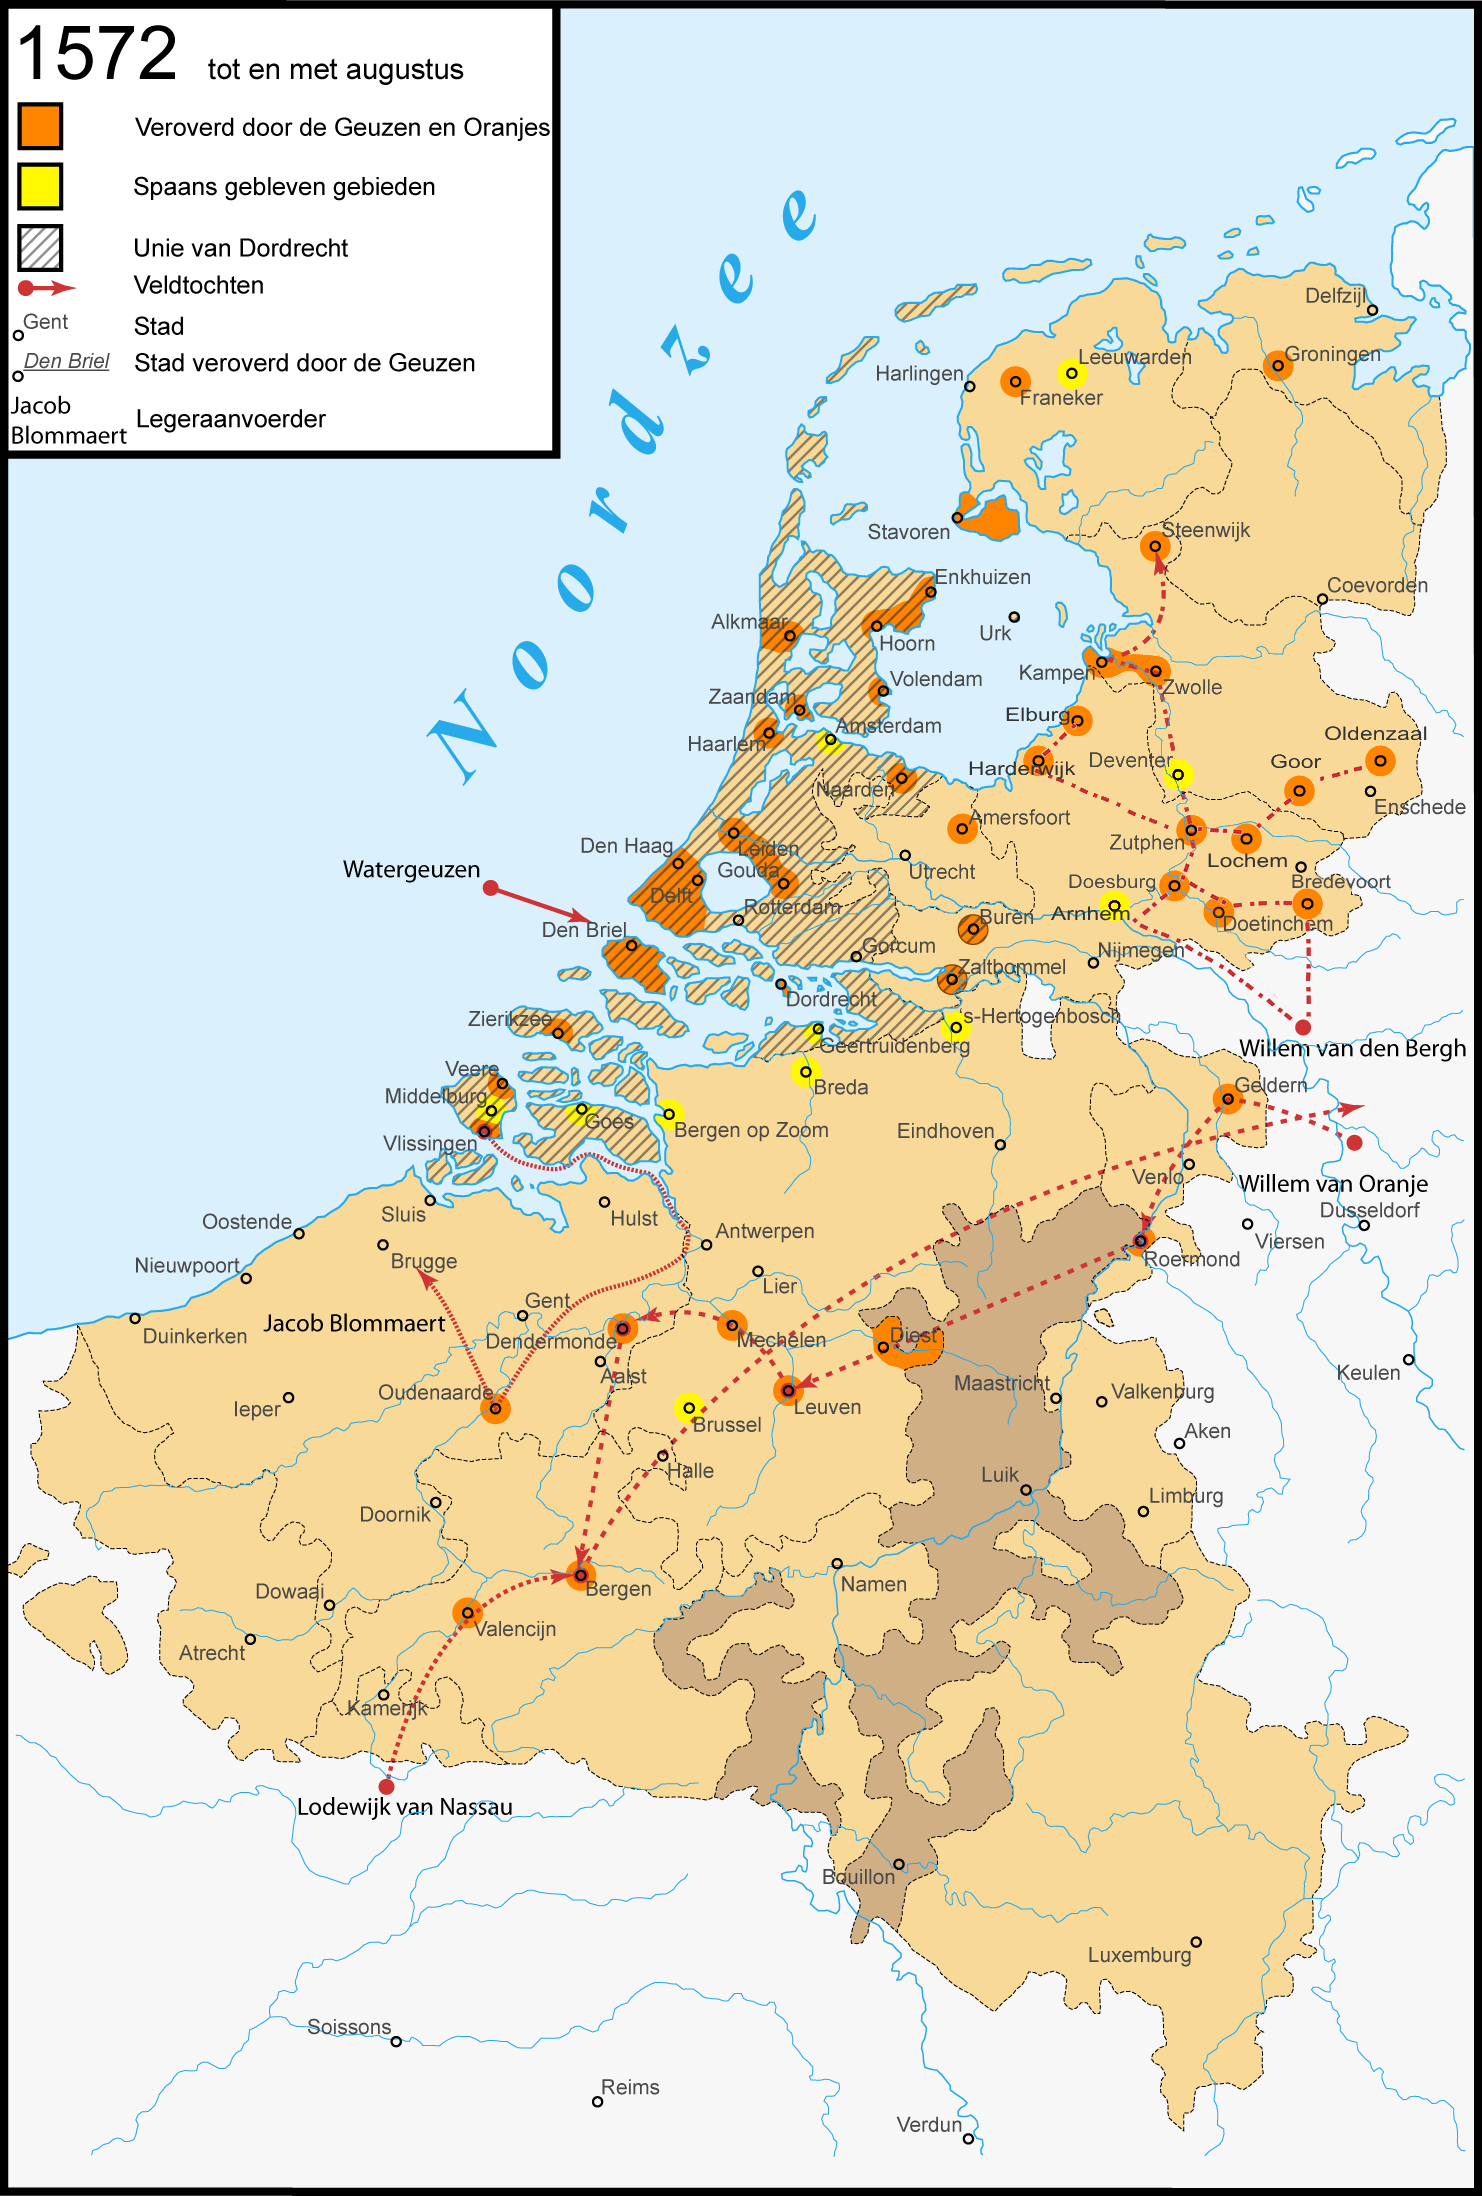 1572 tot en met augustus
Veroverd door de Geuzen en Oranjes
Spaans gebleven gebieden
Unie van Dordrecht
Veldtochten
Gent
Stad
Den Briel
Stad veroverd door de Geuzen
Jacob
Blommaert
Legeraanvoerder
Noordzee
Delfzijl
Leeuwarden
Groningen
Harlingen
Franeker
Stavoren
Steenwijk
Enkhuizen
Coevorden
Alkmaar
Hoorn
Urk
Kampen
Volendam
Zwolle
Zaandam
Elburg
Amsterdam
Oldenzaal
Haarlem
Harderwijk
Deventer
Goor
Naarden
Enschede
Amersfoort
Den Haag
Leiden
Zutphen
Lochem
Watergeuzen
Gouda
Utrecht
Doesburg
Bredevoort
Delft
Rotterdam
Buren
Arnhem
Doetinchem
Den Briel
Gorcum
Nijmegen
Zaltbommel
Dordrecht
Zierikzee
s-Hertogenbosch
Geertruidenberg
Willem van den Bergh
Veere
Breda
Geldern
Middelburg
Goes
Bergen op Zoom
Eindhoven
Vlissingen
Venlo
Willem van Oranje
Sluis
Hulst
Dusseldorf
Oostende
Antwerpen
Viersen
Brugge
Roermond
Nieuwpoort
Lier
Gent
Jacob Blommaert
Duinkerken
Dendermonde
Mechelen
Diest
Aalst
Keulen
Oudenaarde
Maastricht
Valkenburg
Ieper
Leuven
Brussel
Aken
Halle
Luik
Limburg
Doornik
Namen
Bergen
Dowaai
Valencijn
Atrecht
Kamerijk
Lodewijk van Nassau
Bouillon
Luxemburg
Soissons
Reims
Verdun